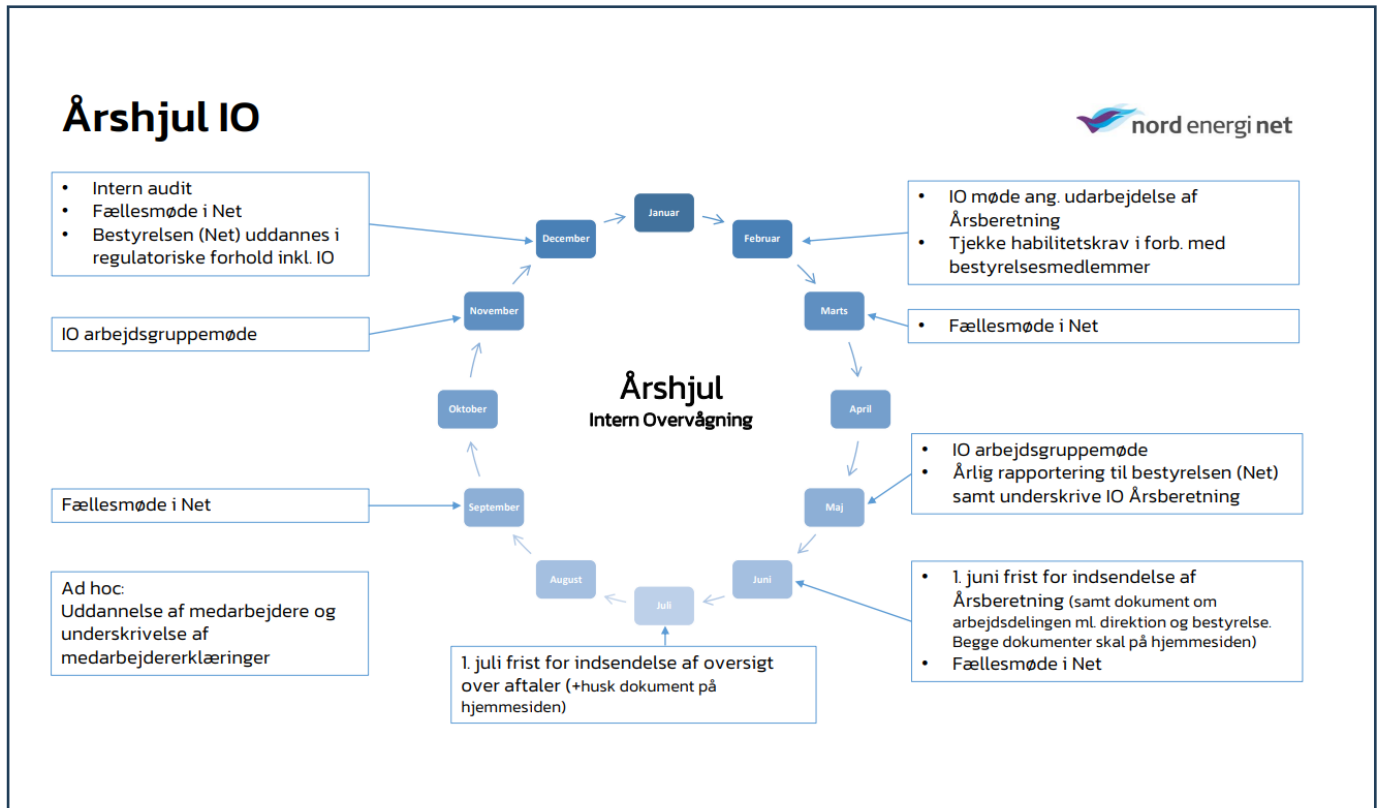 Årshjul IO
nord energi net
• Intern audit
• Fællesmøde i Net
• Bestyrelsen (Net) uddannes i
regulatoriske forhold inkl. IO
IO arbejdsgruppemøde
Fællesmøde i Net
Ad hoc:
Uddannelse af medarbejdere og
underskrivelse af
medarbejdererklæringer
Januar
Februar
Marts
April
Maj
Juni
Juli
August
September
Oktober
November
December
Årshjul
Intern Overvågning
• IO møde ang. udarbejdelse af
Årsberetning
• Tjekke habilitetskrav i forb. med
bestyrelsesmedlemmer
• Fællesmøde i Net
• IO arbejdsgruppemøde
• Årlig rapportering til bestyrelsen (Net)
samt underskrive IO Årsberetning
• 1. juni frist for indsendelse af
Årsberetning (samt dokument om
arbejdsdelingen ml. direktion og bestyrelse.
Begge dokumenter skal på hjemmesiden)
• Fællesmøde i Net
1. juli frist for indsendelse af oversigt
over aftaler (+husk dokument på
hjemmesiden)